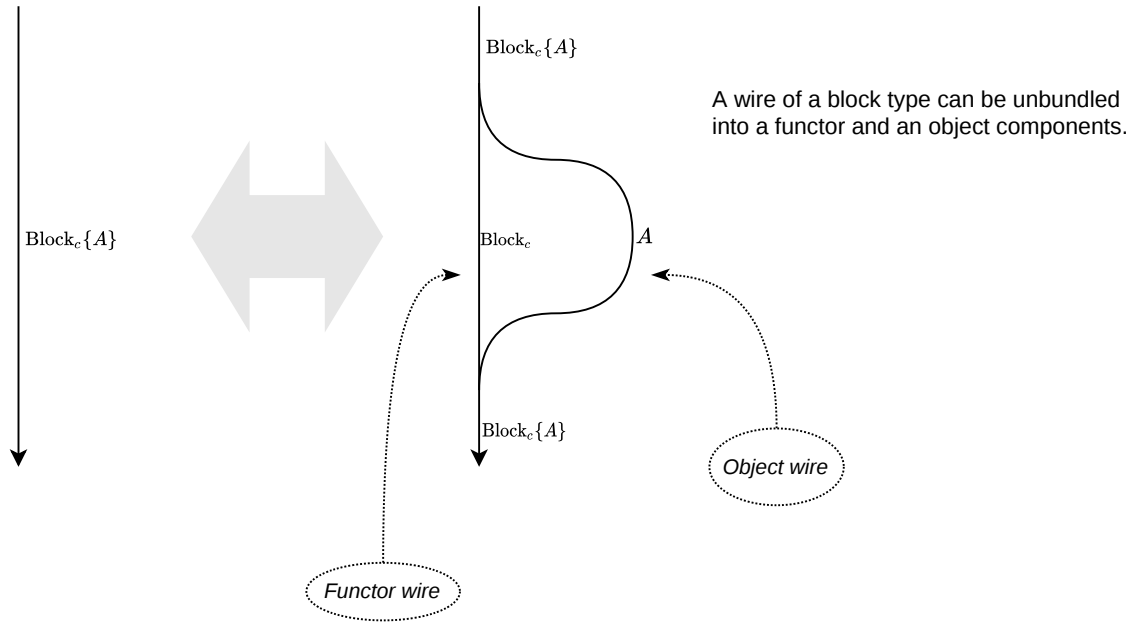 Block_c{A}
A wire of a block type can be unbundled
into a functor and an object components.
Block_c{A}
Block_c
A
Block_c{A}
Object wire
Functor wire